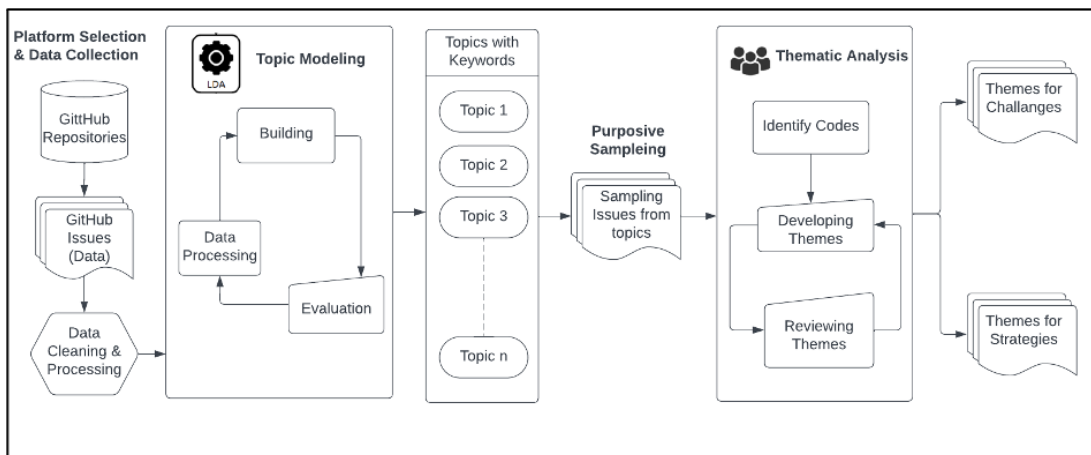 Platform Selection
& Data Collection
GittHub
Repositories
GitHub
Issues
(Data)
Data
Cleaning &
Processing
LDA
Topic Modeling
Building
Data
Processing
Evaluation
Topics with
Keywords
Topic 1
Topic 2
Topic 3
Topic n
Purposive
Sampleing
Sampling
Issues from
topics
Thematic Analysis
Identify Codes
Developing
Themes
Reviewing
Themes
Themes for
Challanges
Themes for
Strategies